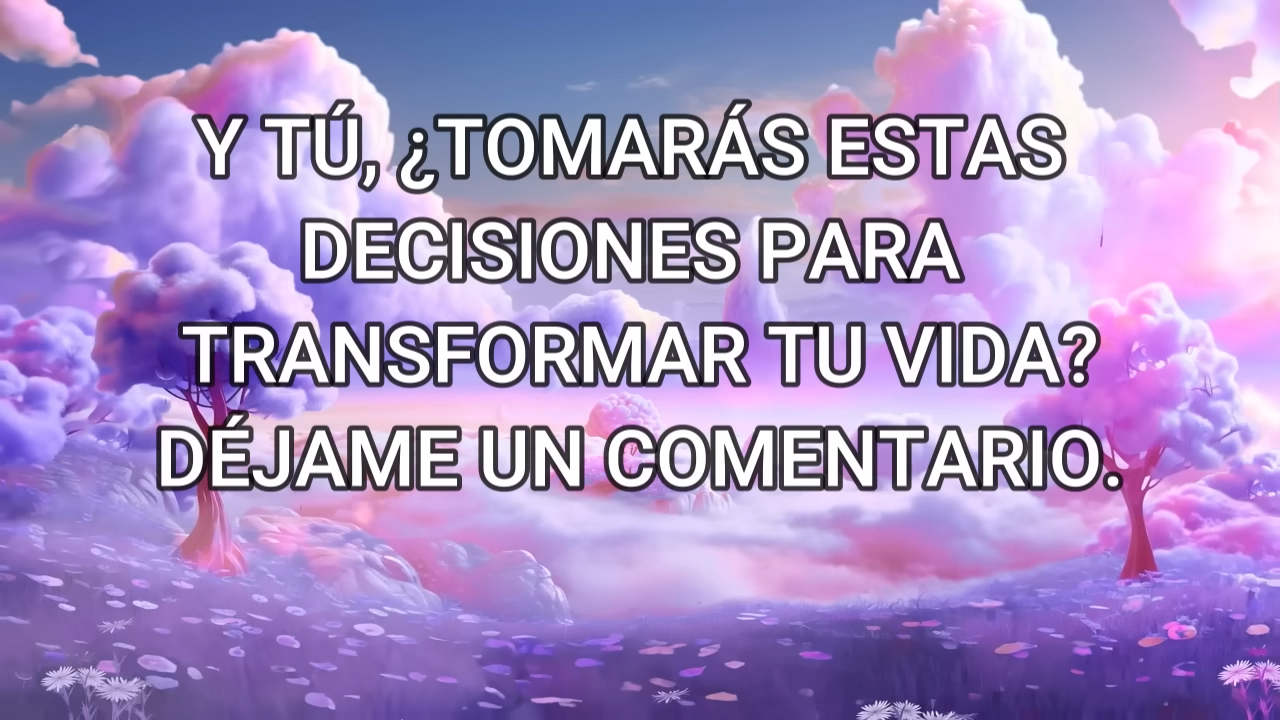 Y TÚ, ¿TOMARÁS ESTAS
DECISIONES PARA
TRANSFORMAR TU VIDA?
DÉJAME UN COMENTARIO.